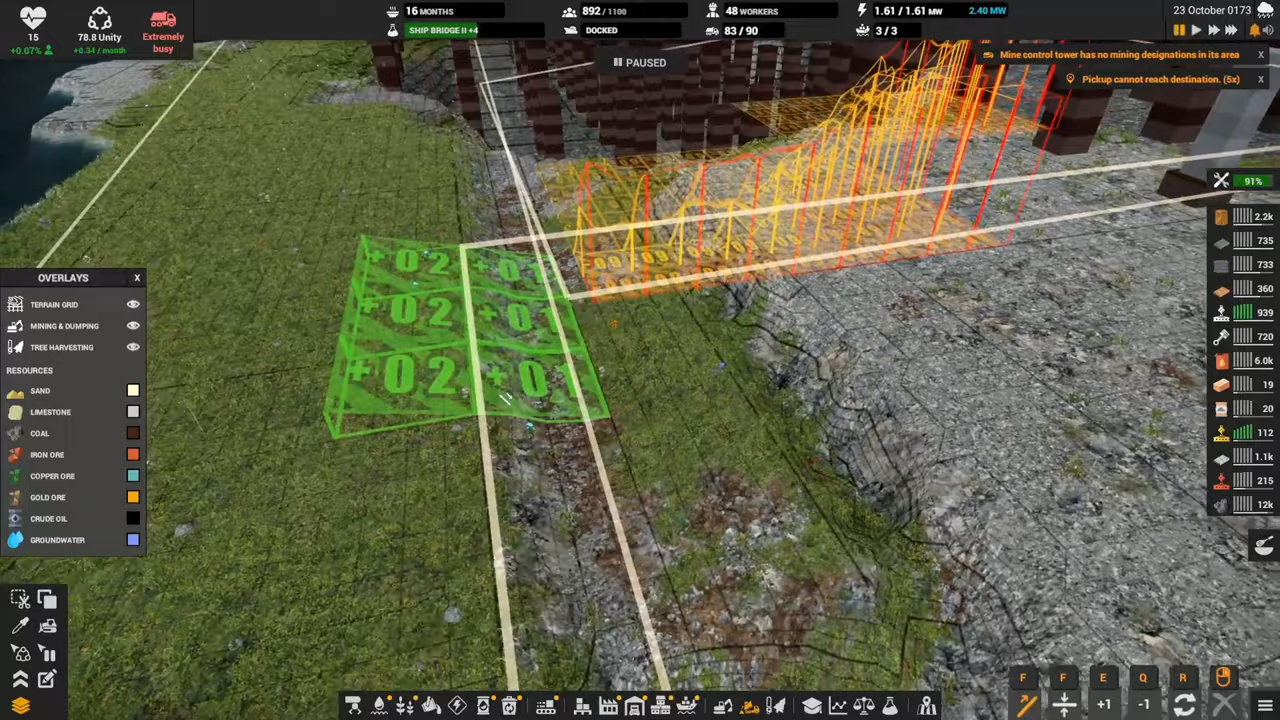 16 MONTHS
892 / 1100
48 WORKERS
1.61 / 1.61 MW
2.40 MW
23 October 0173
15
+0.07%
78.8 Unity
+0.34 / month
Extremely
busy
SHIP BRIDGE II +4
DOCKED
83 / 90
3 / 3
PAUSED
Mine control tower has no mining designations in its area
X
Pickup cannot reach destination. (5x)
X
91%
2.2k
735
733
360
939
720
6.0k
19
20
112
1.1k
215
12k
OVERLAYS
X
TERRAIN GRID
MINING & DUMPING
TREE HARVESTING
RESOURCES
SAND
LIMESTONE
COAL
IRON ORE
COPPER ORE
GOLD ORE
CRUDE OIL
GROUNDWATER
+02 +01
+02 +01
+02 +01
F
F
E
Q
R
+1
-1